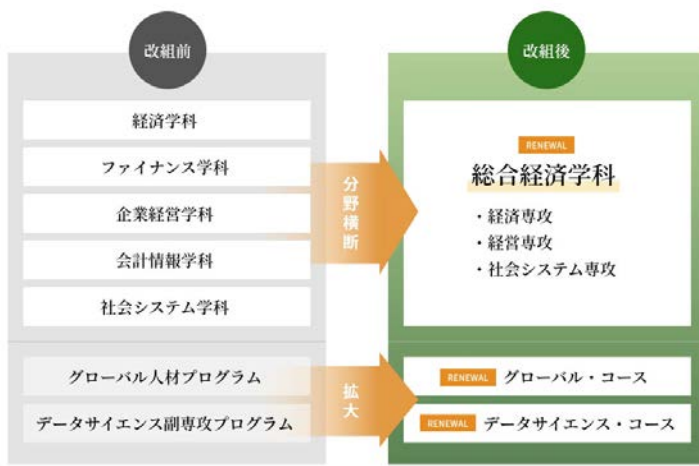 改組前
経済学科
ファイナンス学科
企業経営学科
会計情報学科
社会システム学科
グローバル人材プログラム
データサイエンス副専攻プログラム
分野横断
拡大
改組後
RENEWAL
総合経済学科
・経済専攻
・経営専攻
・社会システム専攻
RENEWAL グローバル・コース
RENEWAL データサイエンス・コース